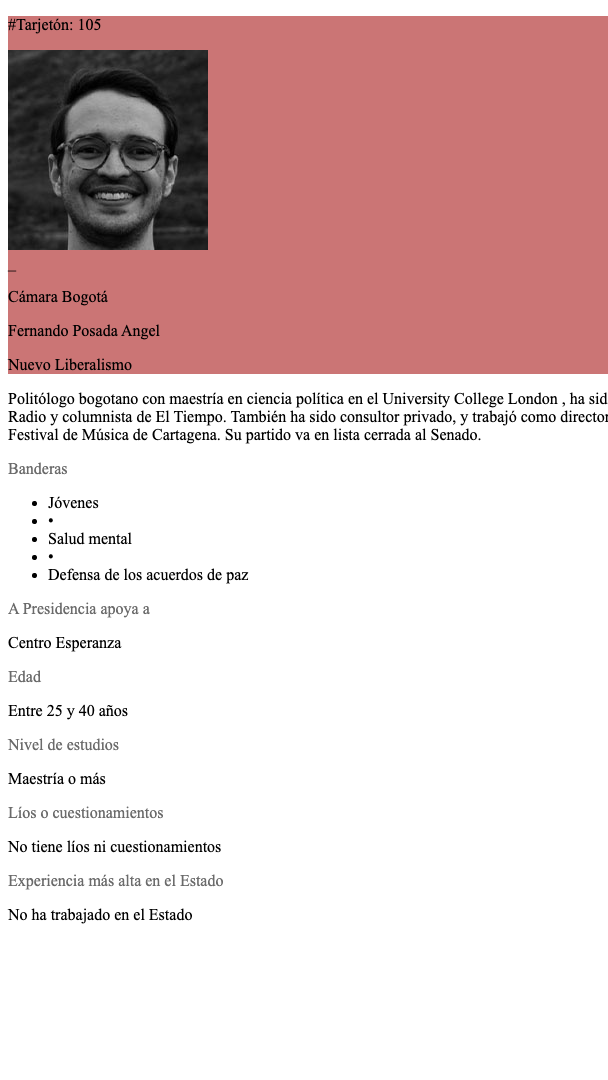 #Tarjetón: 105
_
Cámara Bogotá
Fernando Posada Angel
Nuevo Liberalismo
Politólogo bogotano con maestría en ciencia política en el University College London , ha sid
Radio y columnista de El Tiempo. También ha sido consultor privado, y trabajó como director
Festival de Música de Cartagena. Su partido va en lista cerrada al Senado.
Banderas
• Jóvenes
• •
• Salud mental
• •
• Defensa de los acuerdos de paz
A Presidencia apoya a
Centro Esperanza
Edad
Entre 25 y 40 años
Nivel de estudios
Maestría o más
Líos o cuestionamientos
No tiene líos ni cuestionamientos
Experiencia más alta en el Estado
No ha trabajado en el Estado